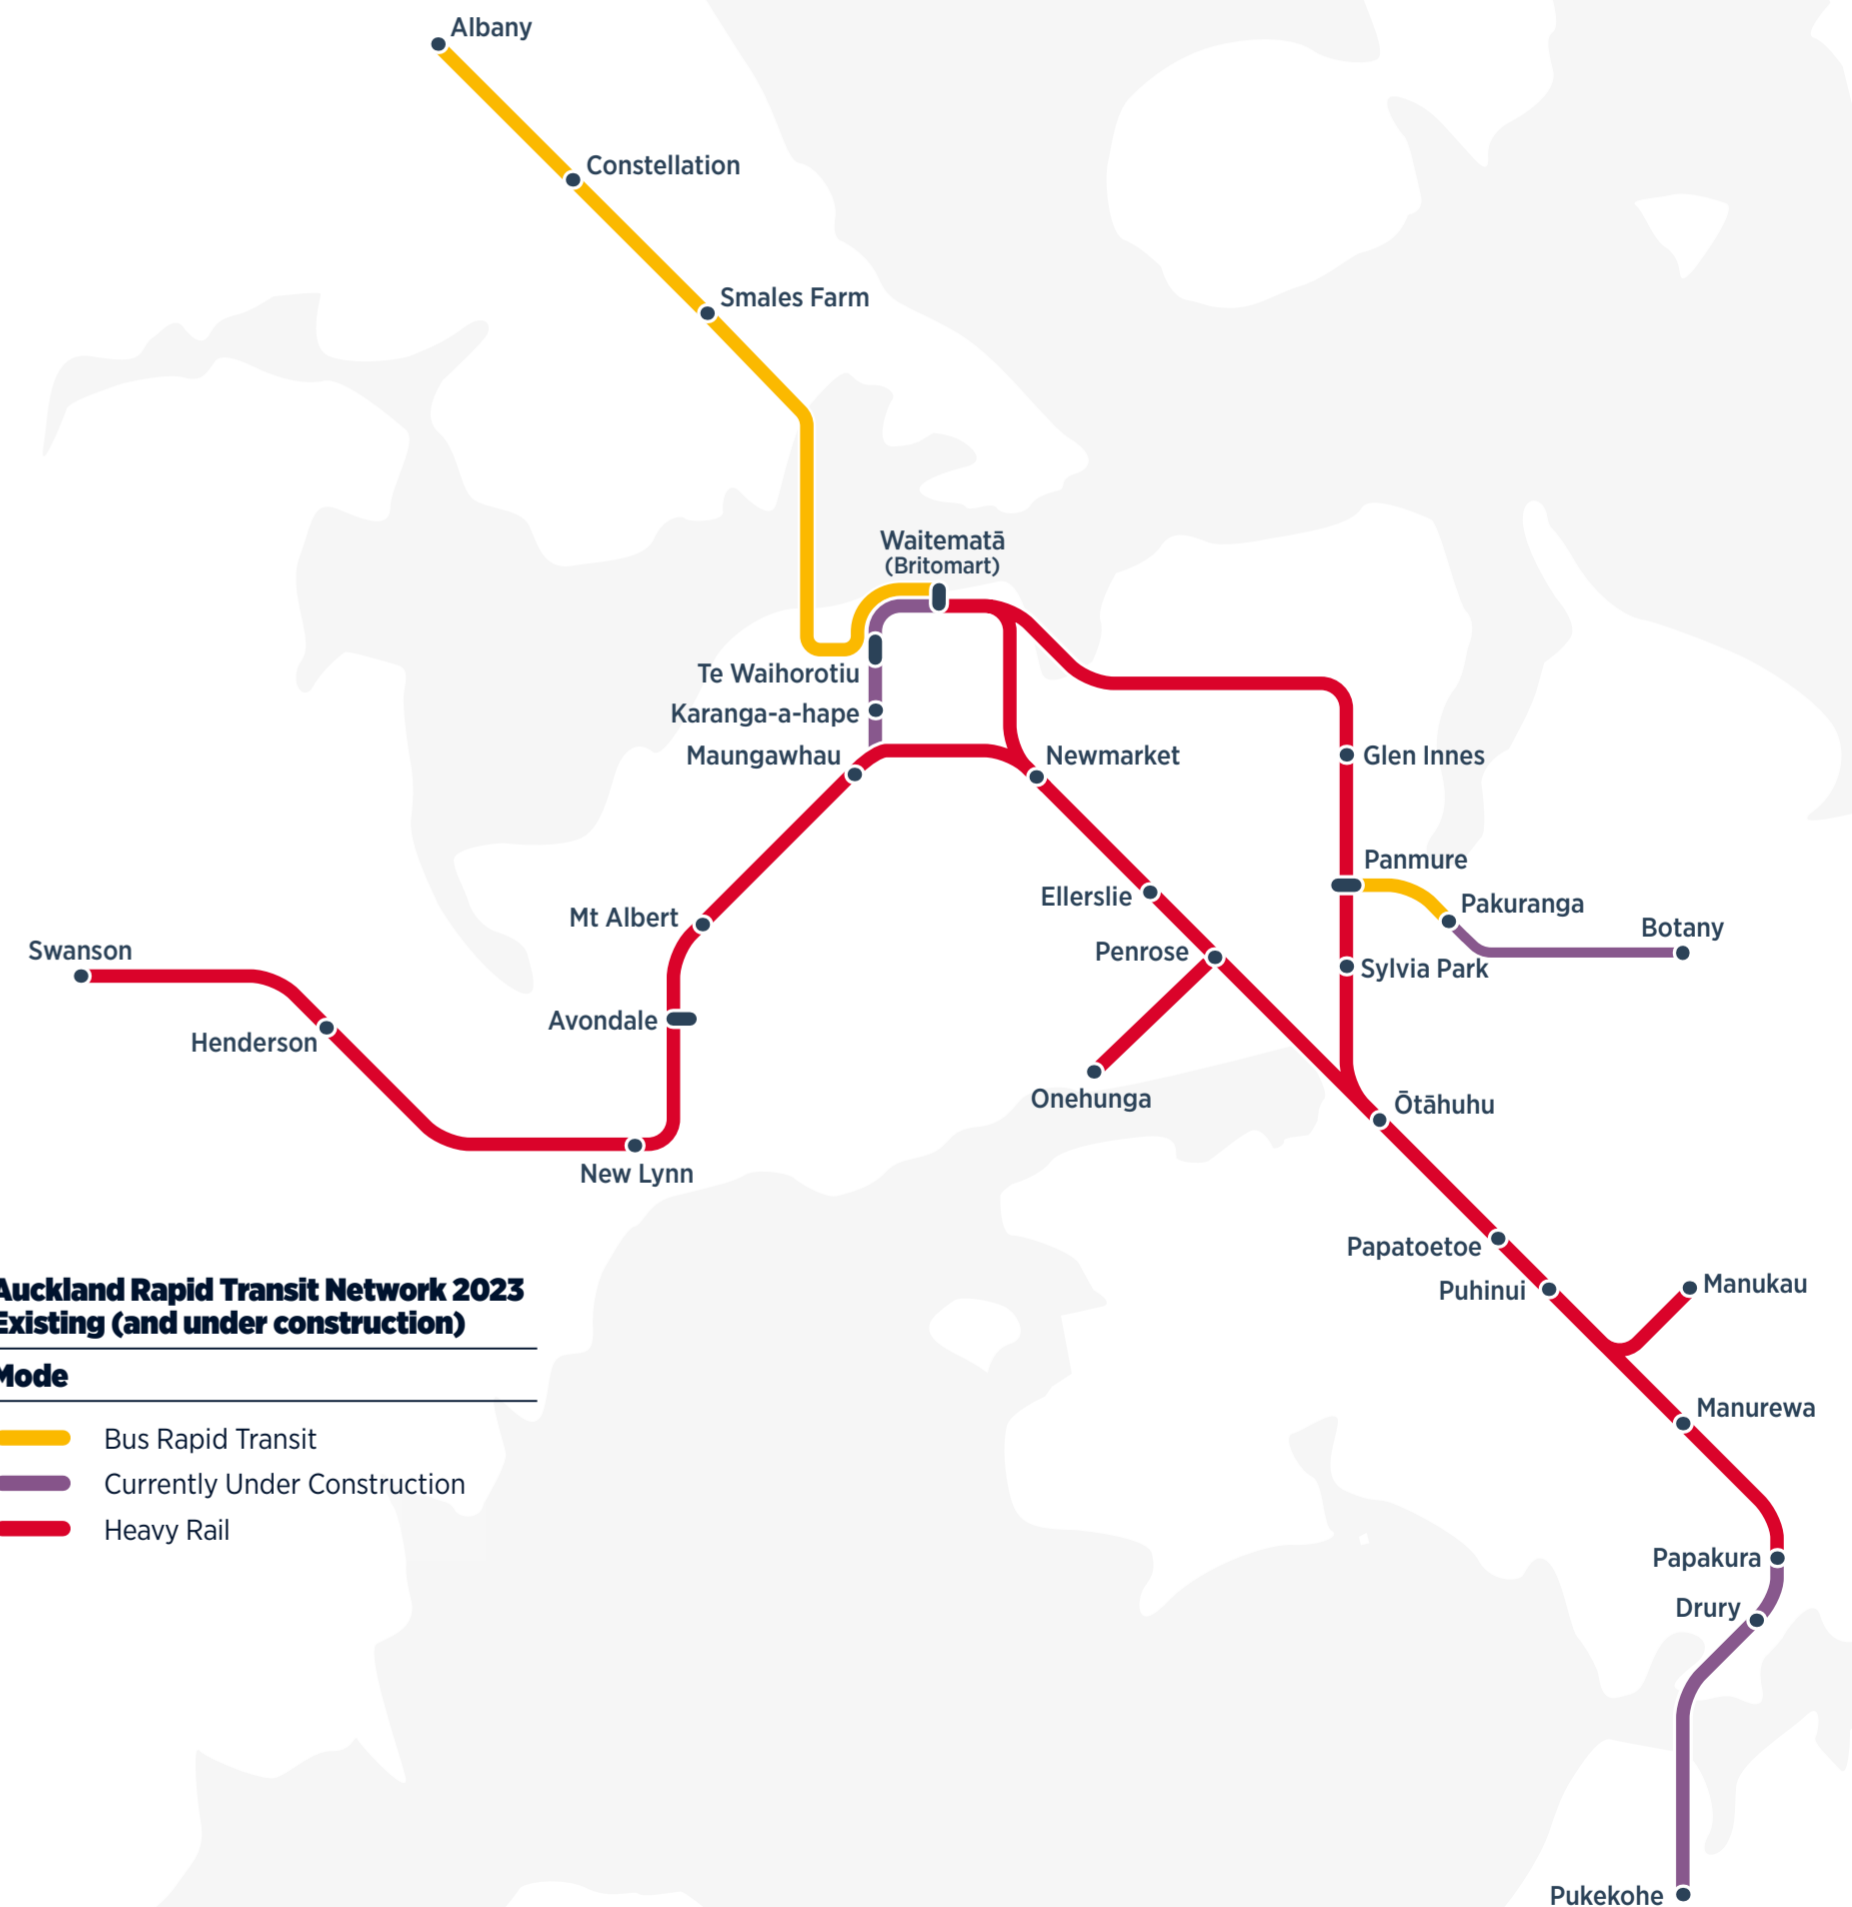 Albany
Constellation
Smales Farm
Waitematā
(Britomart)
Te Waihorotiu
Karanga-a-hape
Maungawhau
Newmarket
Glen Innes
Panmure
Ellerslie
Pakuranga
Mt Albert
Botany
Swanson
Penrose
Sylvia Park
Avondale
Henderson
Onehunga
Ōtāhuhu
New Lynn
Papatoetoe
Puhinui
Manukau
Auckland Rapid Transit Network 2023
Existing (and under construction)
Mode
Manurewa
Bus Rapid Transit
Currently Under Construction
Heavy Rail
Papakura
Drury
Pukekohe